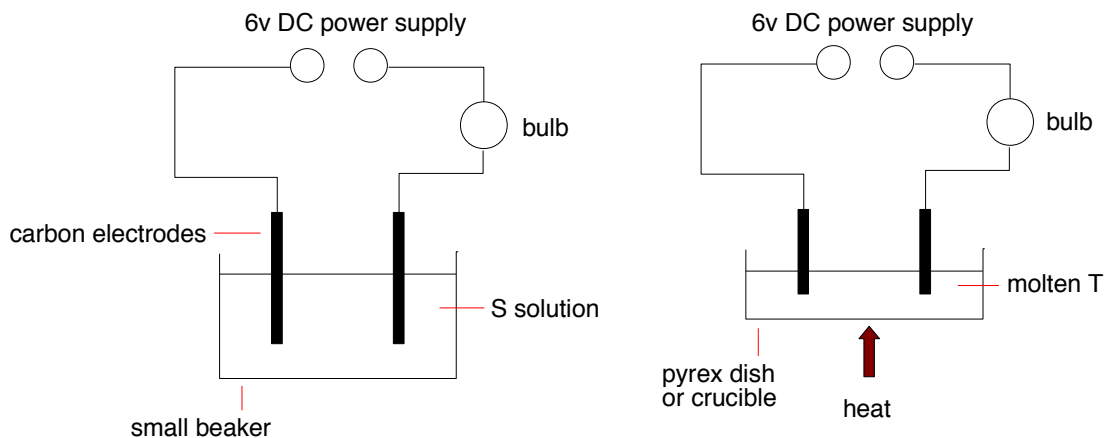 6v DC power supply
bulb
carbon electrodes
S solution
small beaker
6v DC power supply
bulb
molten T
pyrex dish
or crucible
heat